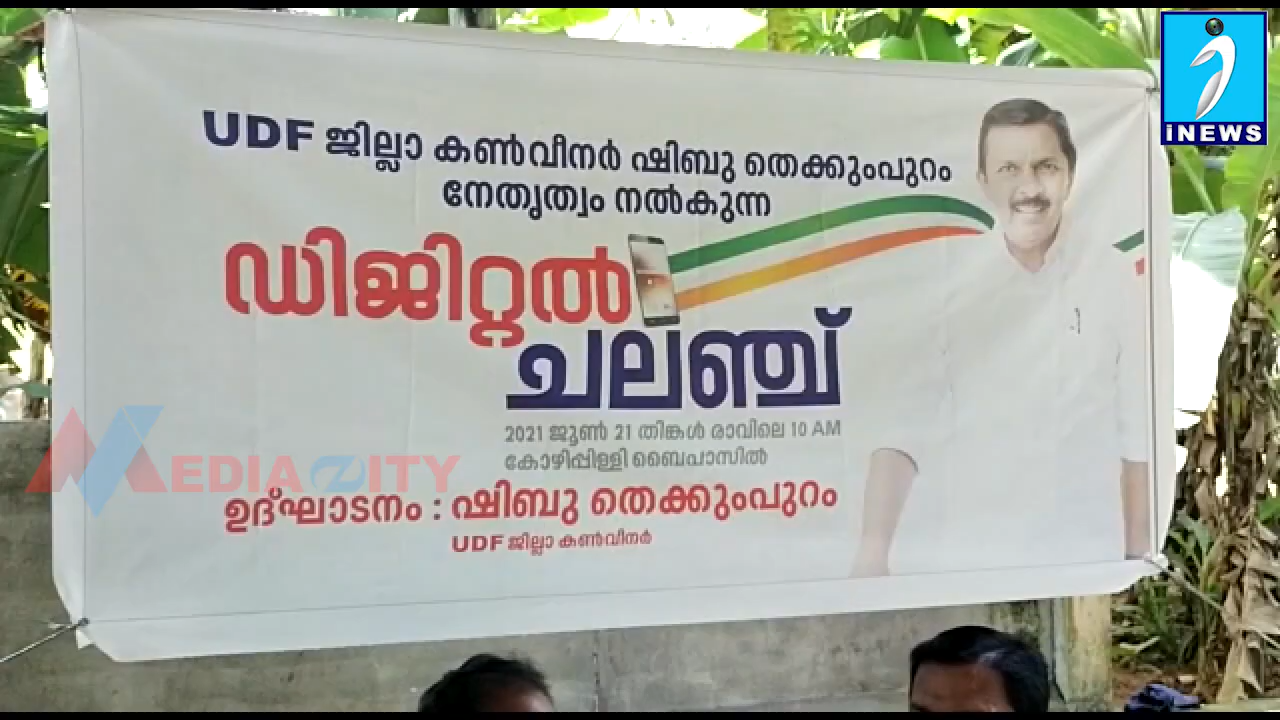 UDF ജില്ലാ കൺവീനർ ഷിബു തെക്കുംപുറം
നേതൃത്വം നൽകുന്ന
ഡിജിറ്റൽ
ചലഞ്ച്
2021 ജൂൺ 21 തിങ്കൾ രാവിലെ 10 AM
കോഴിപ്പിള്ളി ബൈപാസിൽ
ഉദ്ഘാടനം : ഷിബു തെക്കുംപുറം
UDF ജില്ലാ കൺവീനർ
iNEWS
MEDIA CITY